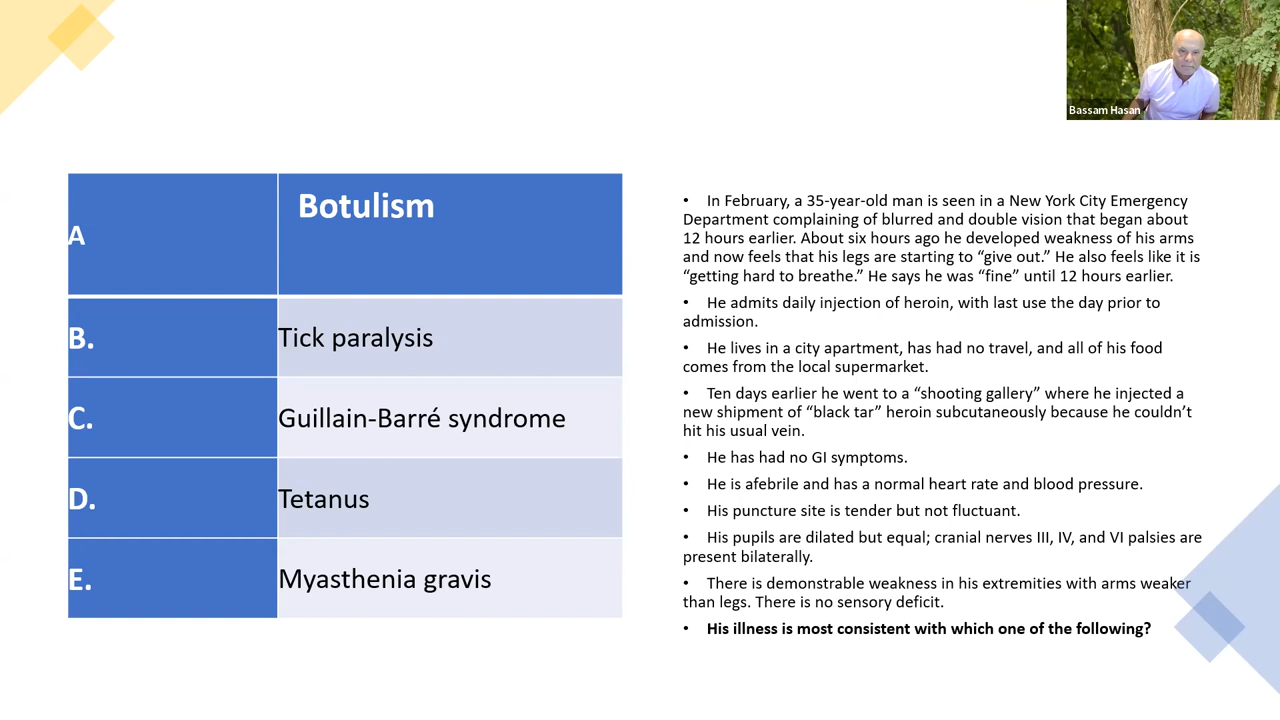 Bassam Hasan
A
Botulism
B.
Tick paralysis
C.
Guillain-Barré syndrome
D.
Tetanus
E.
Myasthenia gravis
• In February, a 35-year-old man is seen in a New York City Emergency
Department complaining of blurred and double vision that began about
12 hours earlier. About six hours ago he developed weakness of his arms
and now feels that his legs are starting to “give out.” He also feels like it is
“getting hard to breathe.” He says he was “fine” until 12 hours earlier.
• He admits daily injection of heroin, with last use the day prior to
admission.
• He lives in a city apartment, has had no travel, and all of his food
comes from the local supermarket.
• Ten days earlier he went to a “shooting gallery” where he injected a
new shipment of “black tar” heroin subcutaneously because he couldn’t
hit his usual vein.
• He has had no GI symptoms.
• He is afebrile and has a normal heart rate and blood pressure.
• His puncture site is tender but not fluctuant.
• His pupils are dilated but equal; cranial nerves III, IV, and VI palsies are
present bilaterally.
• There is demonstrable weakness in his extremities with arms weaker
than legs. There is no sensory deficit.
• His illness is most consistent with which one of the following?